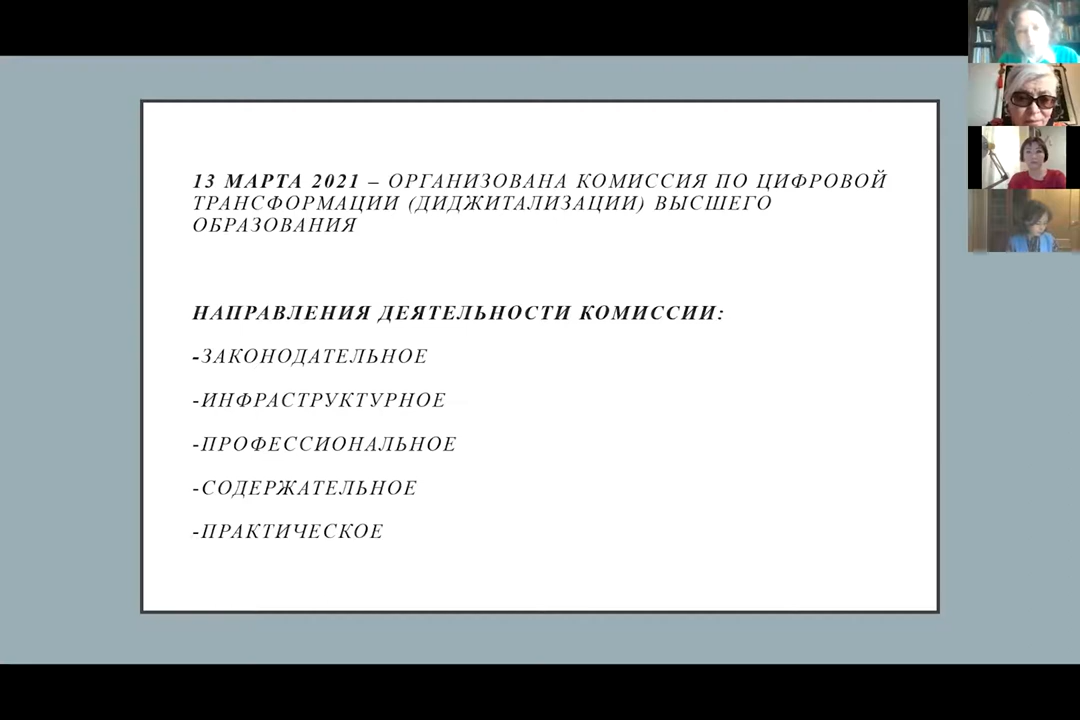 13 МАРТА 2021 – ОРГАНИЗОВАНА КОМИССИЯ ПО ЦИФРОВОЙ
ТРАНСФОРМАЦИИ (ДИДЖИТАЛИЗАЦИИ) ВЫСШЕГО
ОБРАЗОВАНИЯ
НАПРАВЛЕНИЯ ДЕЯТЕЛЬНОСТИ КОМИССИИ:
-ЗАКОНОДАТЕЛЬНОЕ
-ИНФРАСТРУКТУРНОЕ
-ПРОФЕССИОНАЛЬНОЕ
-СОДЕРЖАТЕЛЬНОЕ
-ПРАКТИЧЕСКОЕ